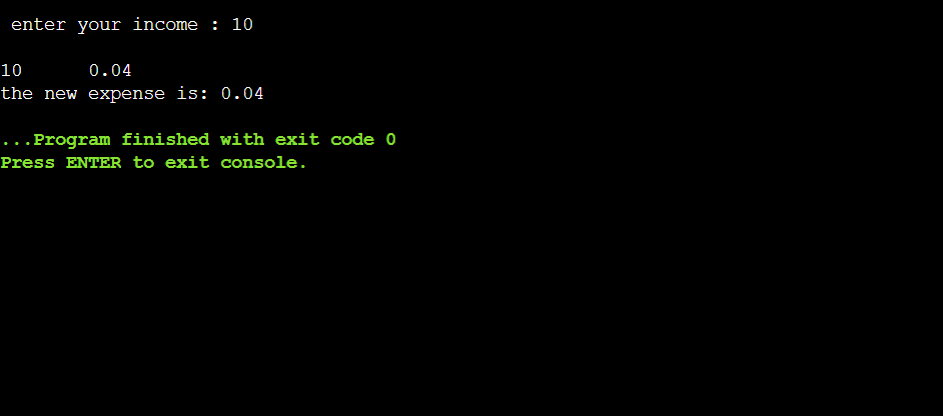 enter your income : 10
10 0.04
the new expense is: 0.04
...Program finished with exit code 0
Press ENTER to exit console.